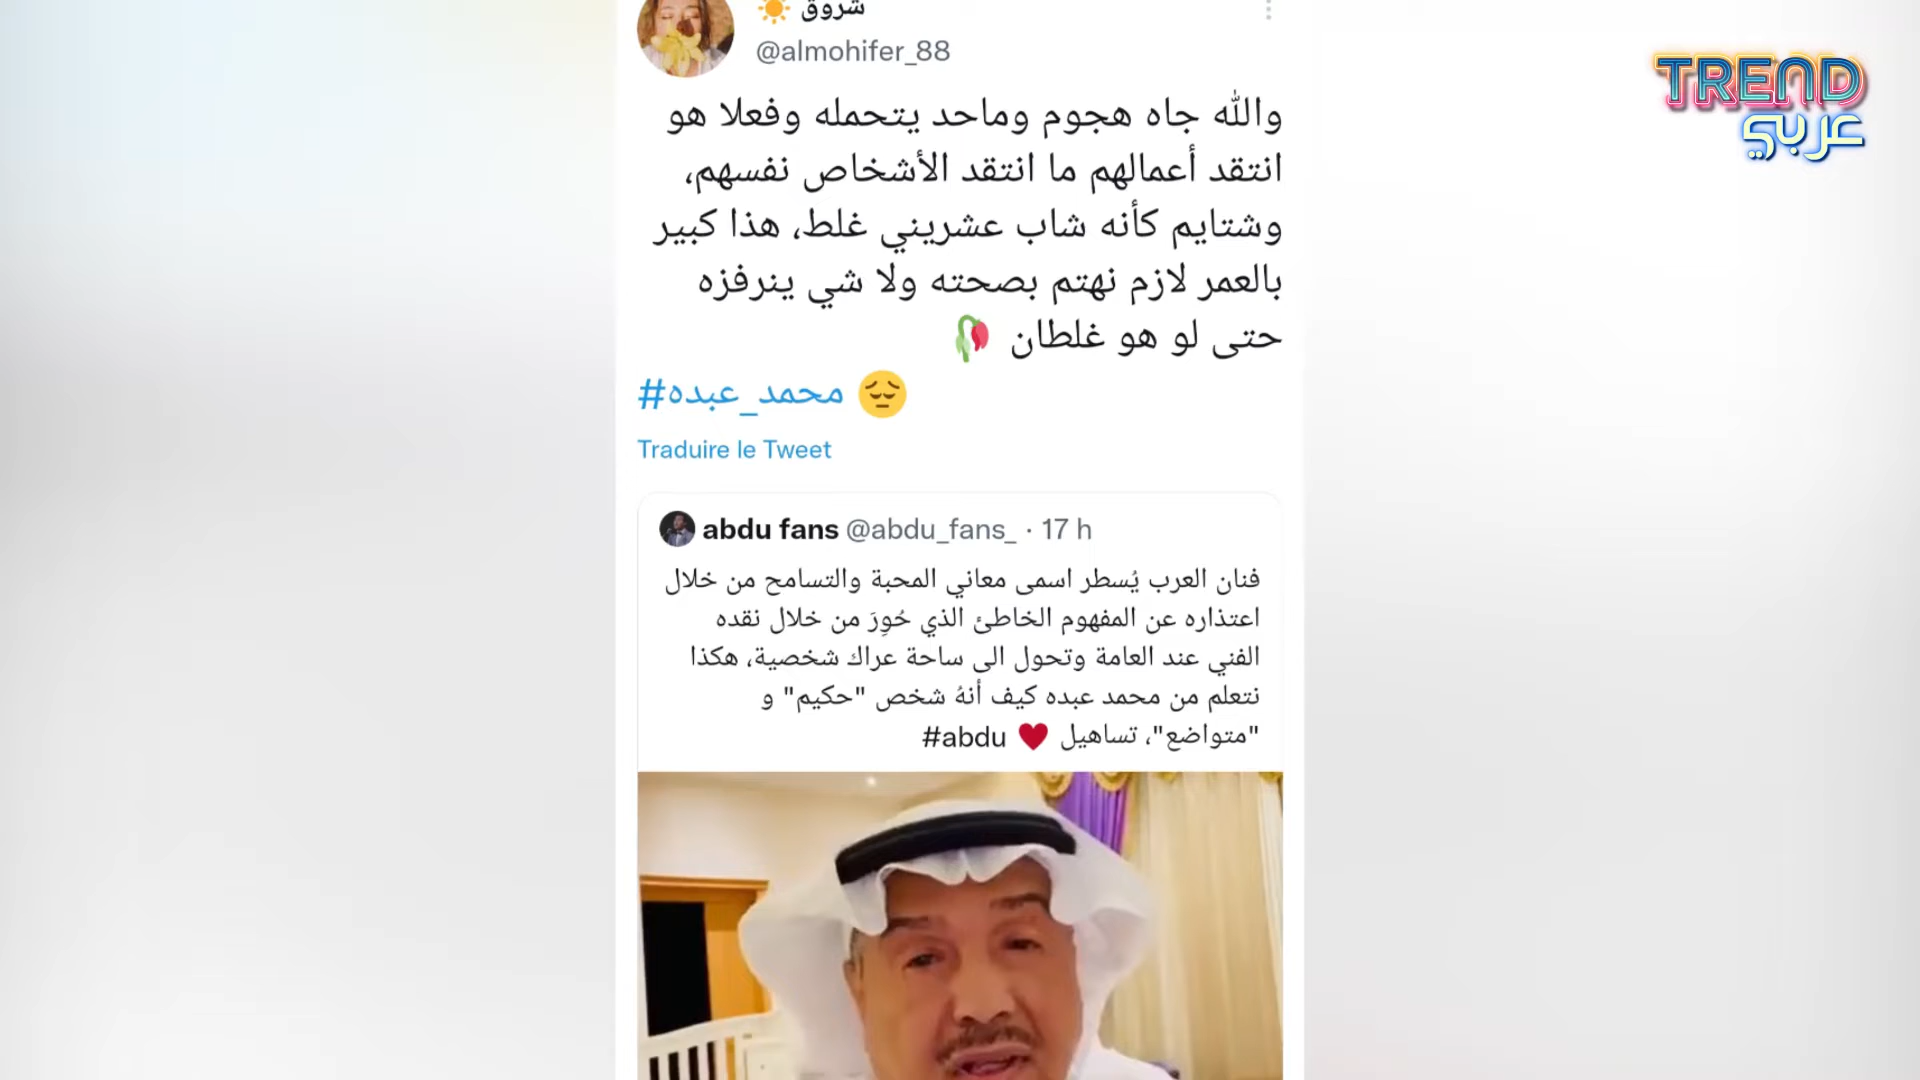 شروق
@almohifer_88
TREND
عربي
والله جاه هجوم وماحد يتحمله وفعلا هو
انتقد أعمالهم ما انتقد الأشخاص نفسهم،
وشتايم كأنه شاب عشريني غلط، هذا كبير
بالعمر لازم نهتم بصحته ولا شي ينرفزه
حتى لو هو غلطان 🥀
😔 #محمد_عبده
Traduire le Tweet
abdu fans @abdu_fans_ · 17 h
فنان العرب يُسطر اسمى معاني المحبة والتسامح من خلال
اعتذاره عن المفهوم الخاطئ الذي حُوِرَ من خلال نقده
الفني عند العامة وتحول الى ساحة عراك شخصية، هكذا
نتعلم من محمد عبده كيف أنهُ شخص "حكيم" و
"متواضع"، تساهيل ♥️ #abdu